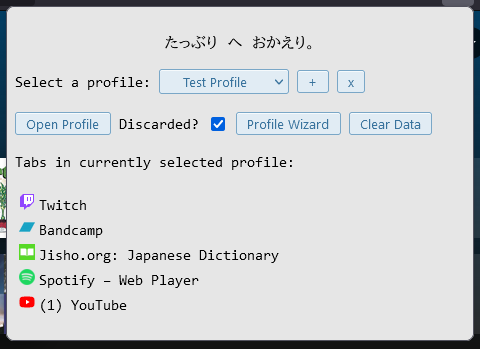 たっぷり へ おかえり。
Select a profile: Test Profile + x
Open Profile Discarded? Profile Wizard Clear Data
Tabs in currently selected profile:
Twitch
Bandcamp
Jisho.org: Japanese Dictionary
Spotify – Web Player
(1) YouTube